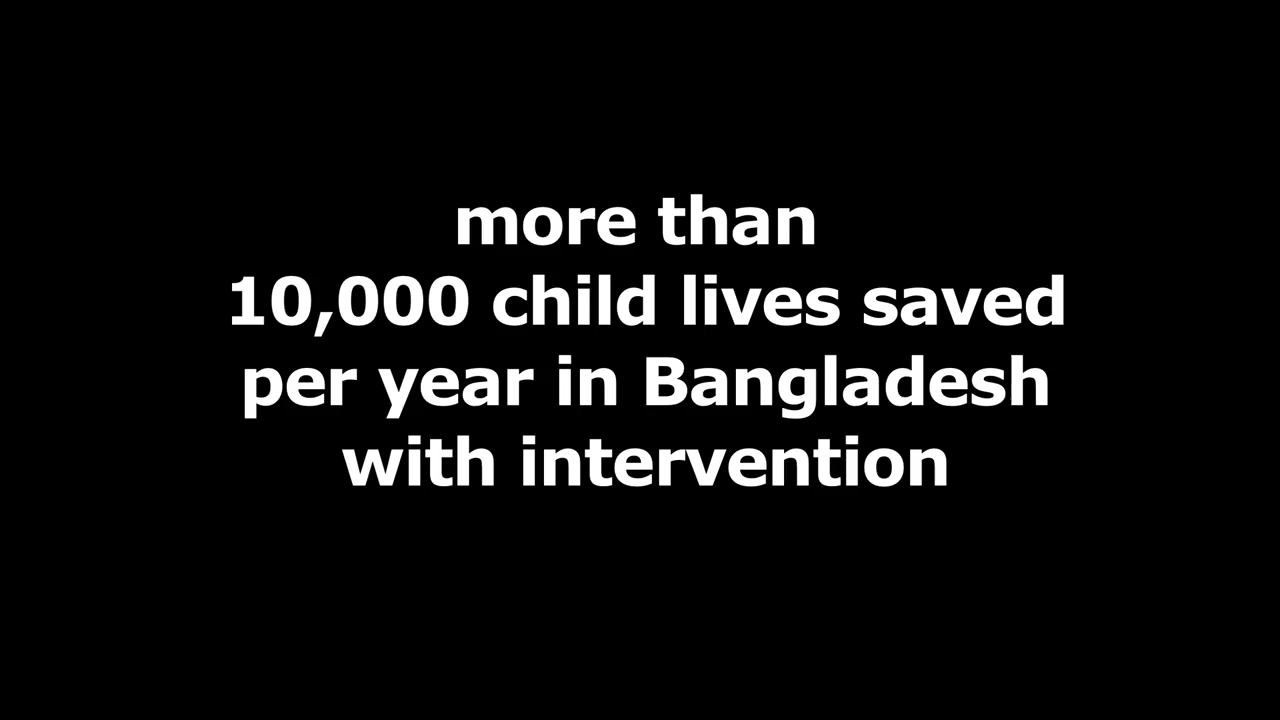 more than
10,000 child lives saved
per year in Bangladesh
with intervention